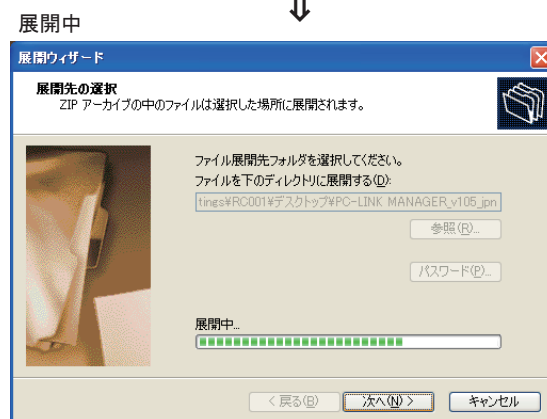 展開中
⇓
展開ウィザード
展開先の選択
ZIP アーカイブの中のファイルは選択した場所に展開されます。
ファイル展開先フォルダを選択してください。
ファイルを下のディレクトリに展開する(D):
tings¥RC001¥デスクトップ¥PC-LINK MANAGER_v105_jpn
参照(R)...
パスワード(P)...
展開中...
< 戻る(B)
次へ(N) >
キャンセル